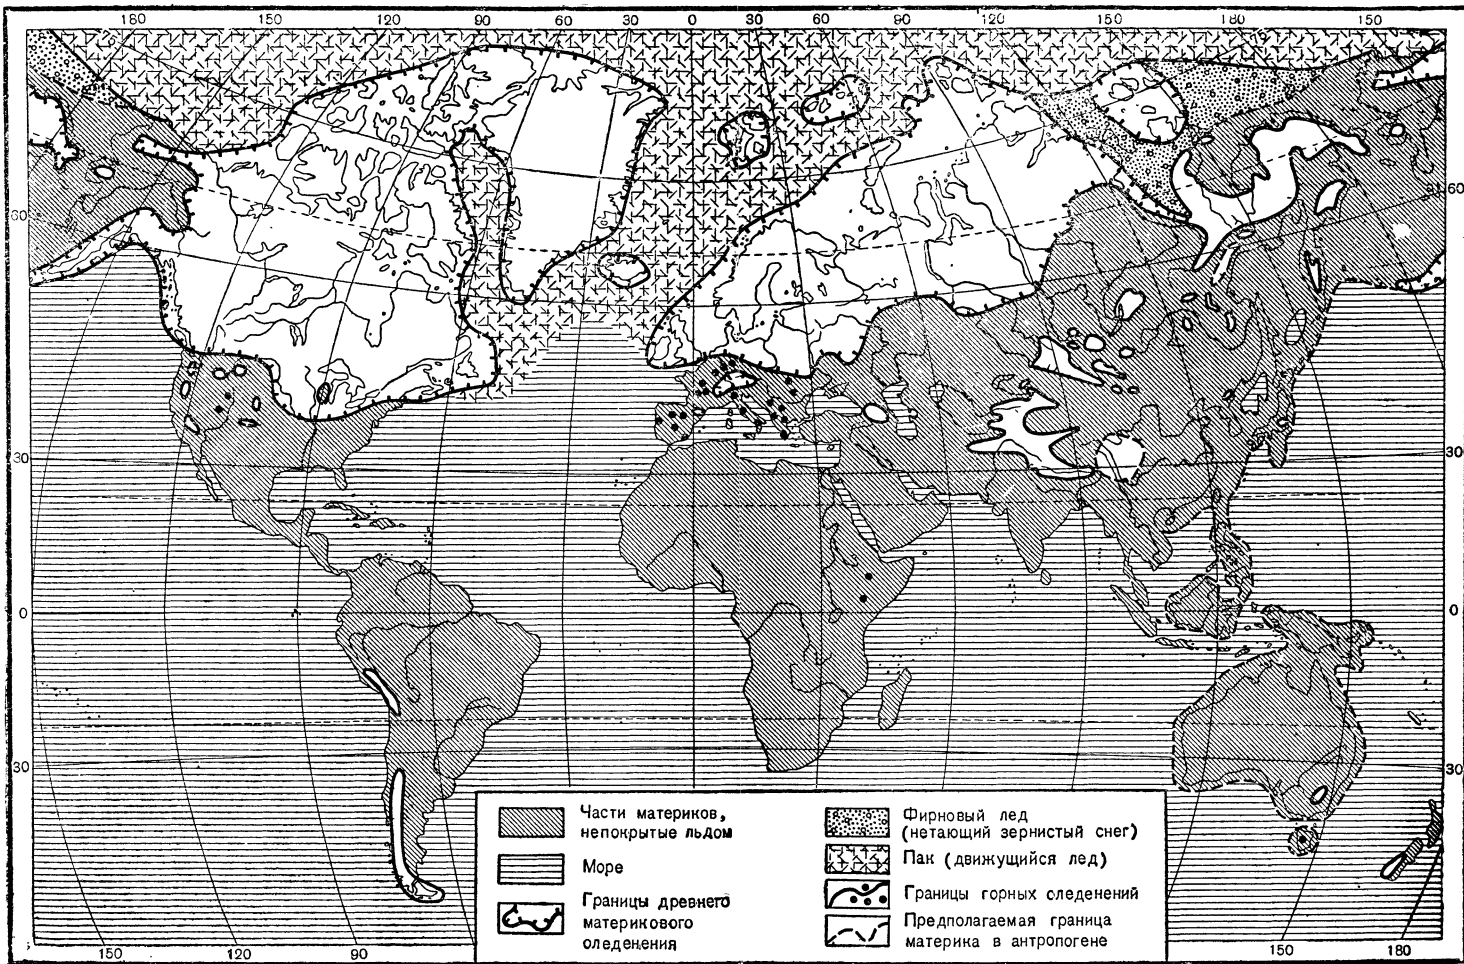 180 150 120 90 60 30 0 30 60 90 120 150 180 150
60 60
30 30
0 0
30 30
150 120 90 150 180
Части материков,
непокрытые льдом
Море
Границы древнего
материкового
оледенения
Фирновый лед
(нетающий зернистый снег)
Пак (движущийся лед)
Границы горных оледенений
Предполагаемая граница
материка в антропогене